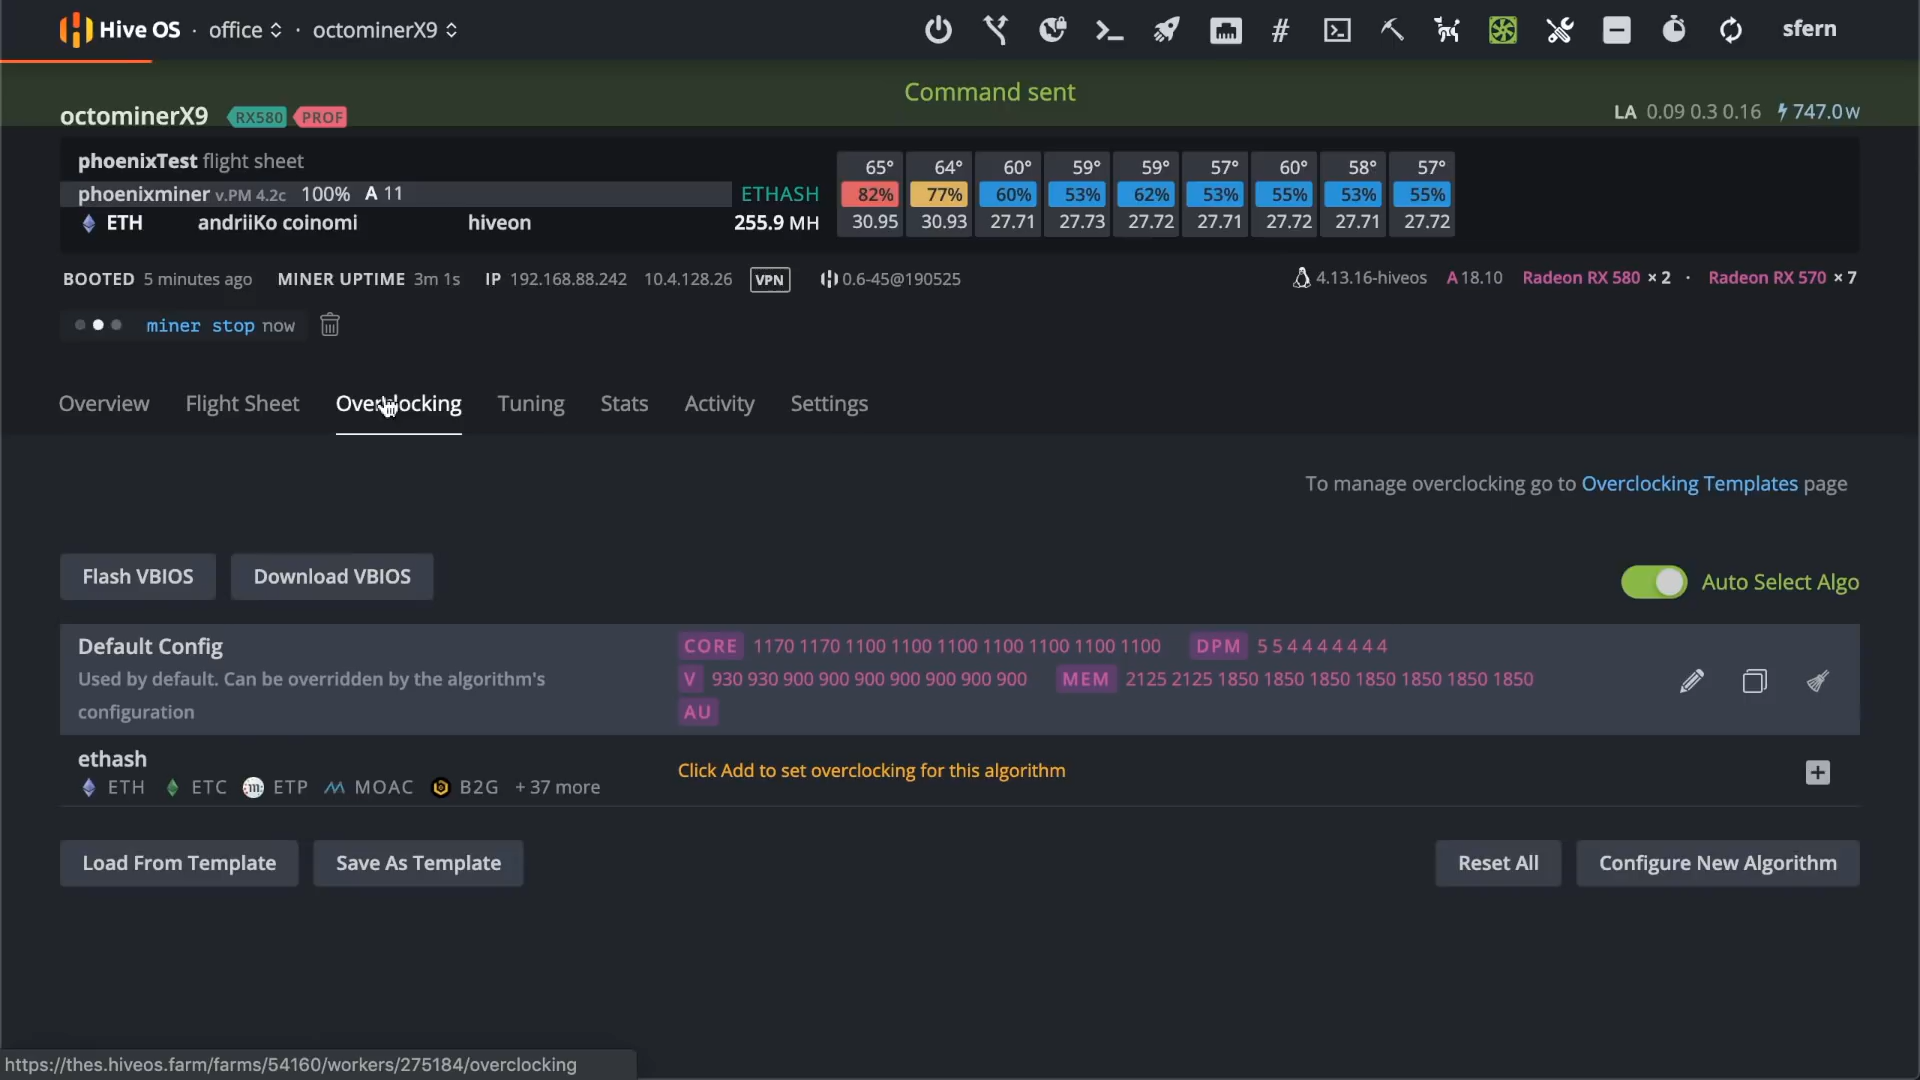 Hive OS · office · octominerX9 sfern
Command sent
octominerX9 RX580 PROF LA 0.09 0.3 0.16 747.0 W
phoenixTest flight sheet
65° 64° 60° 59° 59° 57° 60° 58° 57°
phoenixminer v.PM 4.2c 100% A 11 ETHASH 82% 77% 60% 53% 62% 53% 55% 53% 55%
ETH andriiKo coinomi hiveon 255.9 MH 30.95 30.93 27.71 27.73 27.72 27.71 27.72 27.71 27.72
BOOTED 5 minutes ago MINER UPTIME 3m 1s IP 192.168.88.242 10.4.128.26 VPN 0.6-45@190525 4.13.16-hiveos A 18.10 Radeon RX 580 × 2 · Radeon RX 570 × 7
miner stop now
Overview Flight Sheet Overclocking Tuning Stats Activity Settings
To manage overclocking go to Overclocking Templates page
Flash VBIOS Download VBIOS Auto Select Algo
Default Config CORE 1170 1170 1100 1100 1100 1100 1100 1100 1100 DPM 5 5 4 4 4 4 4 4 4
Used by default. Can be overridden by the algorithm's V 930 930 900 900 900 900 900 900 900 MEM 2125 2125 1850 1850 1850 1850 1850 1850 1850
configuration AU
ethash
Click Add to set overclocking for this algorithm
ETH ETC ETP MOAC B2G + 37 more
Load From Template Save As Template Reset All Configure New Algorithm
https://thes.hiveos.farm/farms/54160/workers/275184/overclocking